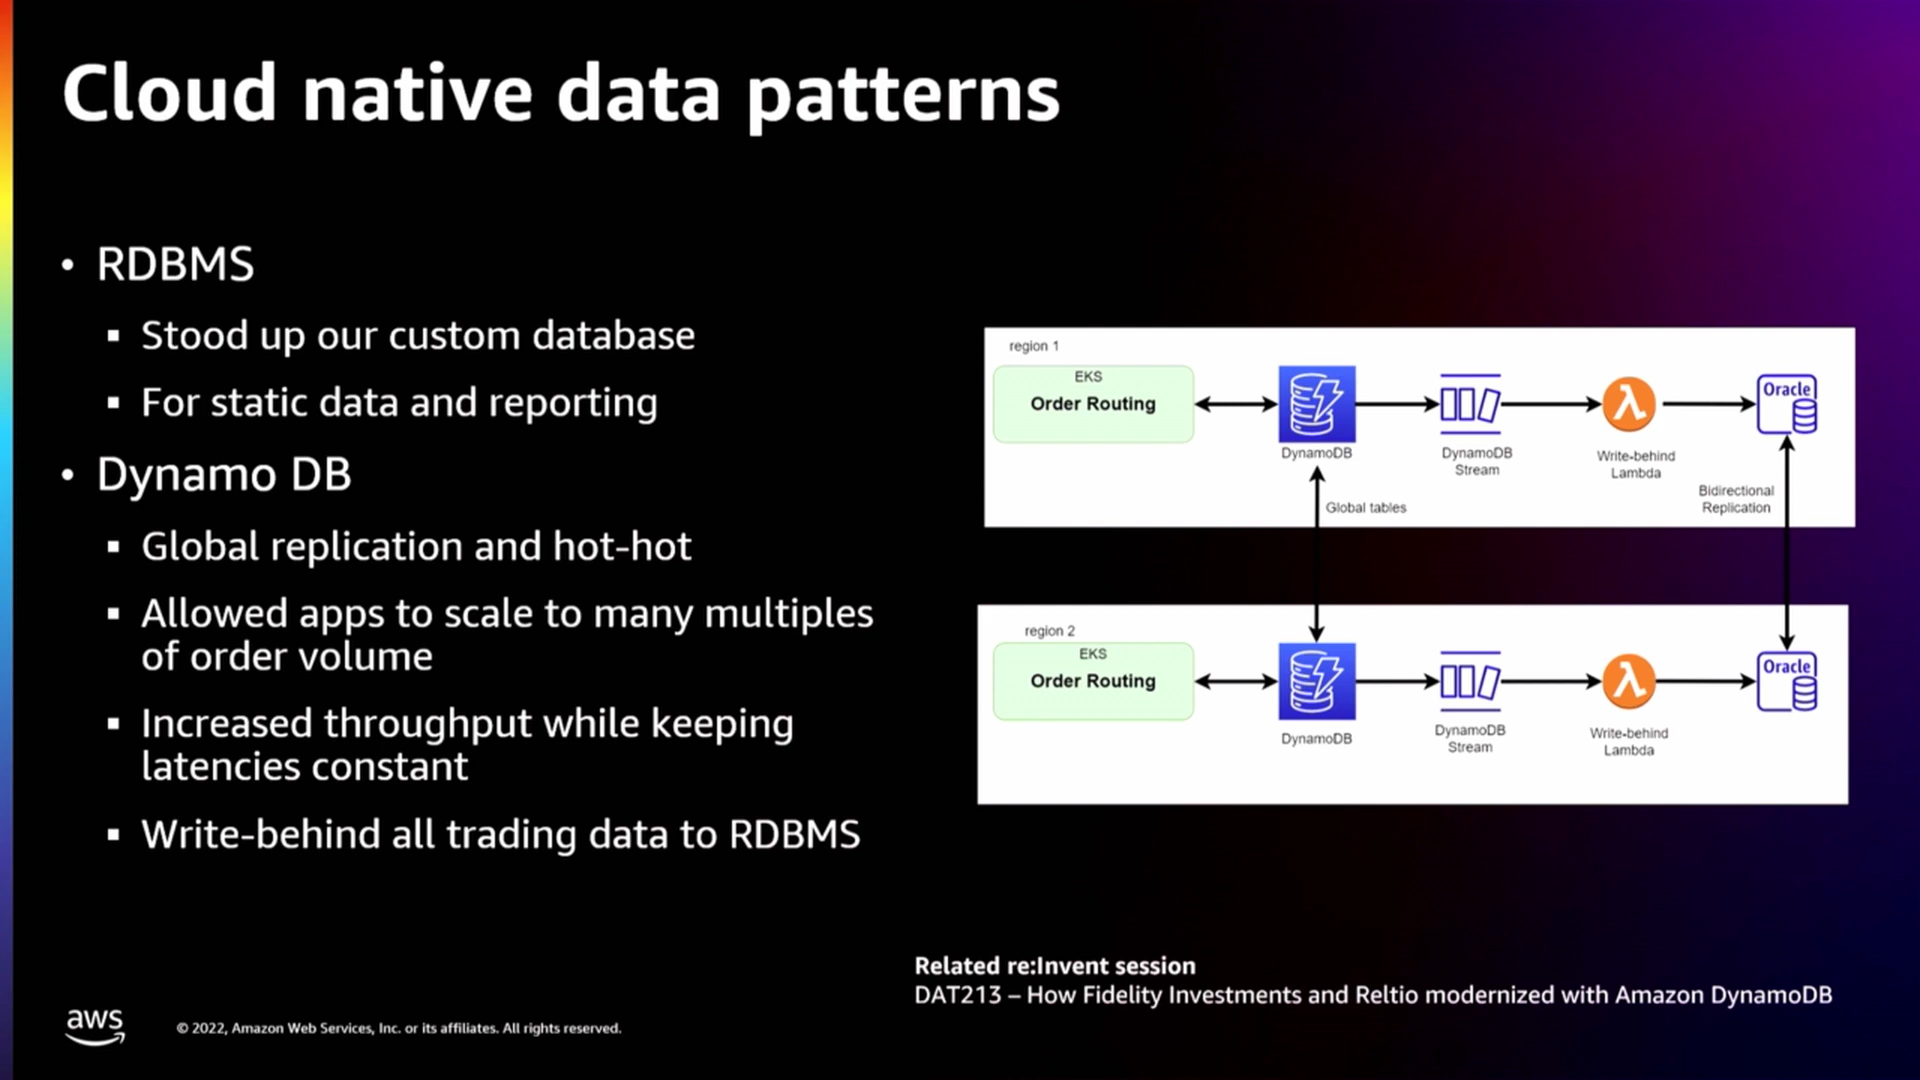 Cloud native data patterns
• RDBMS
▪ Stood up our custom database
▪ For static data and reporting
• Dynamo DB
▪ Global replication and hot-hot
▪ Allowed apps to scale to many multiples
of order volume
▪ Increased throughput while keeping
latencies constant
▪ Write-behind all trading data to RDBMS
region 1
EKS
Order Routing
DynamoDB
DynamoDB
Stream
Write-behind
Lambda
Oracle
Global tables
Bidirectional
Replication
region 2
EKS
Order Routing
DynamoDB
DynamoDB
Stream
Write-behind
Lambda
Oracle
Related re:Invent session
DAT213 – How Fidelity Investments and Reltio modernized with Amazon DynamoDB
aws
© 2022, Amazon Web Services, Inc. or its affiliates. All rights reserved.